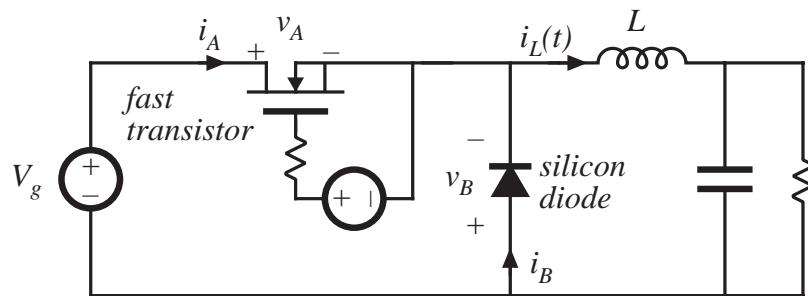 i_A
+ v_A −
i_L(t)
L
fast
transistor
V_g
+
−
+ −
−
v_B
+
silicon
diode
i_B